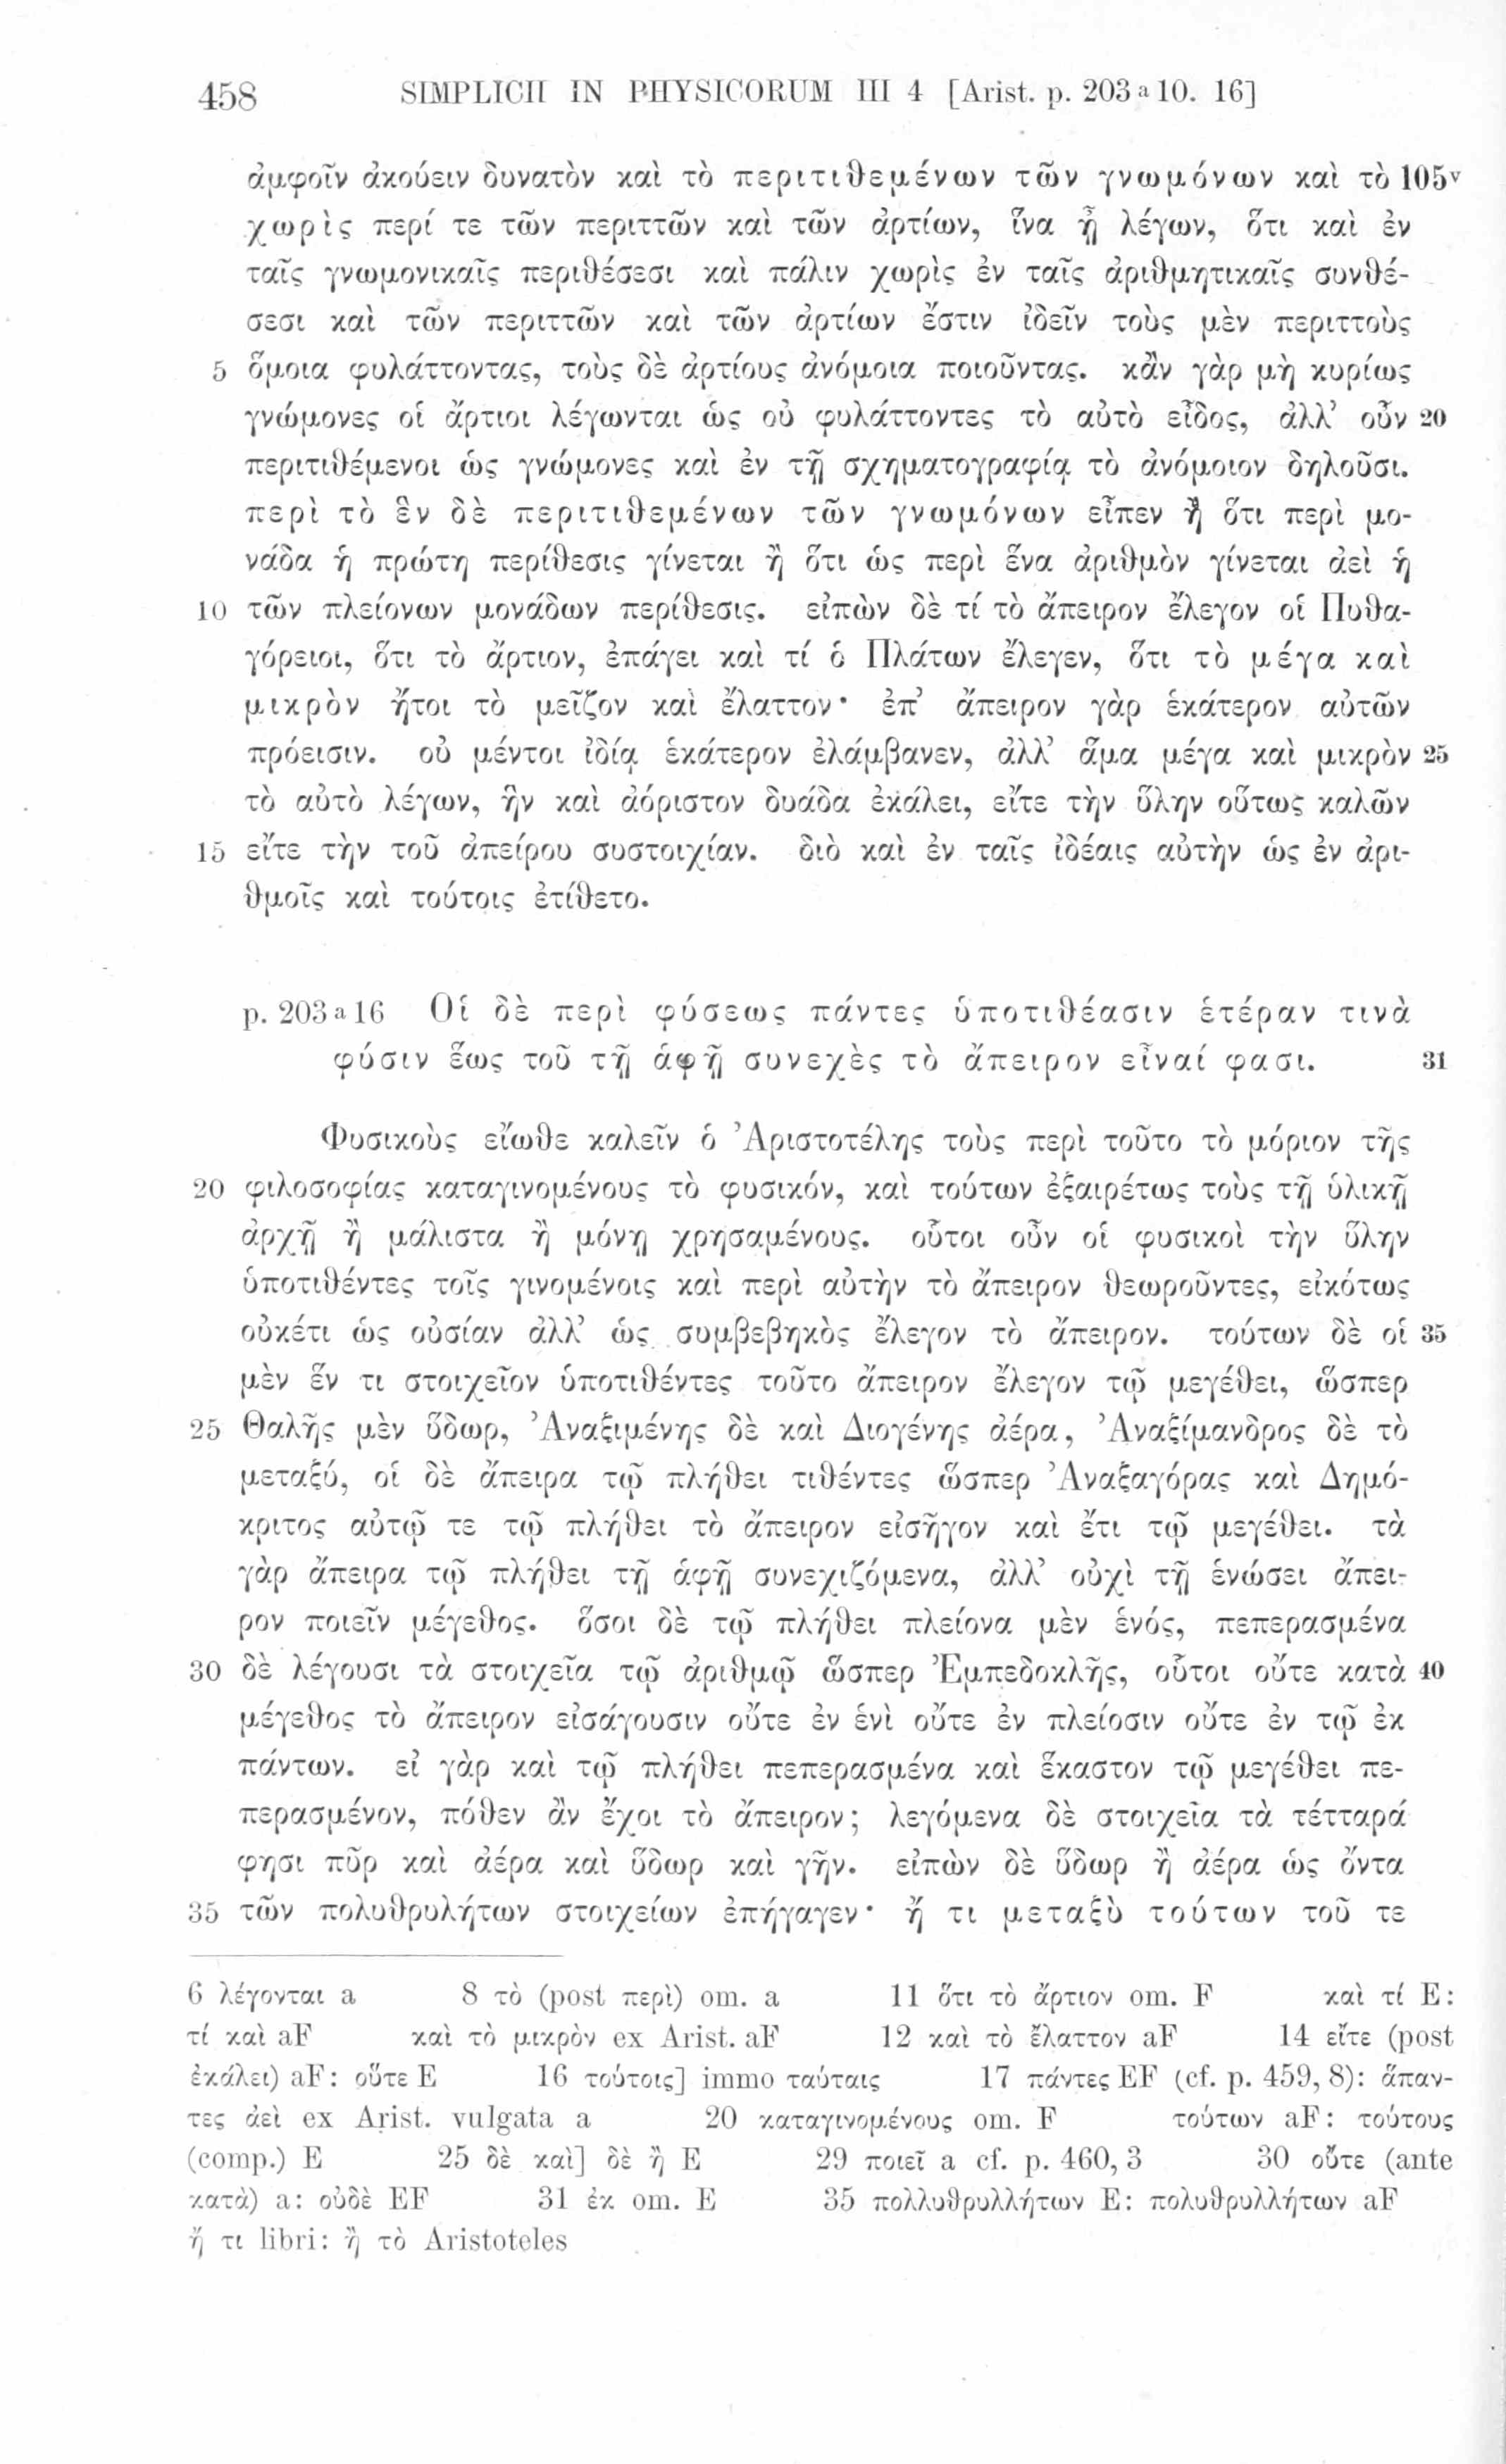 458 SIMPLICII IN PHYSICORUM III 4 [Arist. p. 203 a 10. 16]
ἀμφοῖν ἀκούειν δυνατὸν καὶ τὸ περιτιθεμένων τῶν γνωμόνων καὶ τὸ 105v
χωρὶς περί τε τῶν περιττῶν καὶ τῶν ἀρτίων, ἵνα ᾖ λέγων, ὅτι καὶ ἐν
ταῖς γνωμονικαῖς περιθέσεσι καὶ πάλιν χωρὶς ἐν ταῖς ἀριθμητικαῖς συνθέ-
σεσι καὶ τῶν περιττῶν καὶ τῶν ἀρτίων ἔστιν ἰδεῖν τοὺς μὲν περιττοὺς
5 ὅμοια φυλάττοντας, τοὺς δὲ ἀρτίους ἀνόμοια ποιοῦντας. κἂν γὰρ μὴ κυρίως
γνώμονες οἱ ἄρτιοι λέγωνται ὡς οὐ φυλάττοντες τὸ αὐτὸ εἶδος, ἀλλ’ οὖν 20
περιτιθέμενοι ὡς γνώμονες καὶ ἐν τῇ σχηματογραφίᾳ τὸ ἀνόμοιον δηλοῦσι.
περὶ τὸ ἓν δὲ περιτιθεμένων τῶν γνωμόνων εἶπεν ἢ ὅτι περὶ μο-
νάδα ἡ πρώτη περίθεσις γίνεται ἢ ὅτι ὡς περὶ ἕνα ἀριθμὸν γίνεται ἀεὶ ἡ
10 τῶν πλείονων μονάδων περίθεσις. εἰπὼν δὲ τί τὸ ἄπειρον ἔλεγον οἱ Πυθα-
γόρειοι, ὅτι τὸ ἄρτιον, ἐπάγει καὶ τί ὁ Πλάτων ἔλεγεν, ὅτι τὸ μέγα καὶ
μικρὸν ἤτοι τὸ μεῖζον καὶ ἔλαττον· ἐπ’ ἄπειρον γὰρ ἑκάτερον αὐτῶν
πρόεισιν. οὐ μέντοι ἰδίᾳ ἑκάτερον ἐλάμβανεν, ἀλλ’ ἅμα μέγα καὶ μικρὸν 25
τὸ αὐτὸ λέγων, ἣν καὶ ἀόριστον δυάδα ἐκάλει, εἴτε τὴν ὕλην οὕτως καλῶν
15 εἴτε τὴν τοῦ ἀπείρου συστοιχίαν. διὸ καὶ ἐν ταῖς ἰδέαις αὐτὴν ὡς ἐν ἀρι-
θμοῖς καὶ τούτοις ἐτίθετο.
p. 203 a 16 Οἱ δὲ περὶ φύσεως πάντες ὑποτιθέασιν ἑτέραν τινὰ
φύσιν ἕως τοῦ τῇ ἁφῇ συνεχὲς τὸ ἄπειρον εἶναί φασι. 31
Φυσικοὺς εἴωθε καλεῖν ὁ Ἀριστοτέλης τοὺς περὶ τοῦτο τὸ μόριον τῆς
20 φιλοσοφίας καταγινομένους τὸ φυσικόν, καὶ τούτων ἐξαιρέτως τοὺς τῇ ὑλικῇ
ἀρχῇ ἢ μάλιστα ἢ μόνῃ χρησαμένους. οὗτοι οὖν οἱ φυσικοὶ τὴν ὕλην
ὑποτιθέντες τοῖς γινομένοις καὶ περὶ αὐτὴν τὸ ἄπειρον θεωροῦντες, εἰκότως
οὐκέτι ὡς οὐσίαν ἀλλ’ ὡς συμβεβηκὸς ἔλεγον τὸ ἄπειρον. τούτων δὲ οἱ 35
μὲν ἕν τι στοιχεῖον ὑποτιθέντες τοῦτο ἄπειρον ἔλεγον τῷ μεγέθει, ὥσπερ
25 Θαλῆς μὲν ὕδωρ, Ἀναξιμένης δὲ καὶ Διογένης ἀέρα, Ἀναξίμανδρος δὲ τὸ
μεταξύ, οἱ δὲ ἄπειρα τῷ πλήθει τιθέντες ὥσπερ Ἀναξαγόρας καὶ Δημό-
κριτος αὐτῷ τε τῷ πλήθει τὸ ἄπειρον εἰσῆγον καὶ ἔτι τῷ μεγέθει. τὰ
γὰρ ἄπειρα τῷ πλήθει τῇ ἁφῇ συνεχιζόμενα, ἀλλ’ οὐχὶ τῇ ἑνώσει ἄπει-
ρον ποιεῖν μέγεθος. ὅσοι δὲ τῷ πλήθει πλείονα μὲν ἑνός, πεπερασμένα
30 δὲ λέγουσι τὰ στοιχεῖα τῷ ἀριθμῷ ὥσπερ Ἐμπεδοκλῆς, οὗτοι οὔτε κατὰ 40
μέγεθος τὸ ἄπειρον εἰσάγουσιν οὔτε ἐν ἑνὶ οὔτε ἐν πλείοσιν οὔτε ἐν τῷ ἐκ
πάντων. εἰ γὰρ καὶ τῷ πλήθει πεπερασμένα καὶ ἕκαστον τῷ μεγέθει πε-
περασμένον, πόθεν ἂν ἔχοι τὸ ἄπειρον; λεγόμενα δὲ στοιχεῖα τὰ τέτταρά
φησι πῦρ καὶ ἀέρα καὶ ὕδωρ καὶ γῆν. εἰπὼν δὲ ὕδωρ ἢ ἀέρα ὡς ὄντα
35 τῶν πολυθρυλήτων στοιχείων ἐπήγαγεν· ἤ τι μεταξὺ τούτων τοῦ τε
6 λέγονται a 8 τὸ (post περὶ) om. a 11 ὅτι τὸ ἄρτιον om. F καὶ τί E:
τί καὶ aF καὶ τὸ μικρὸν ex Arist. aF 12 καὶ τὸ ἔλαττον aF 14 εἴτε (post
ἐκάλει) aF: οὔτε E 16 τούτοις] immo ταύταις 17 πάντες EF (cf. p. 459, 8): ἅπαν-
τες ἀεὶ ex Arist. vulgata a 20 καταγινομένους om. F τούτων aF: τούτους
(comp.) E 25 δὲ καὶ] δὲ ἢ E 29 ποιεῖ a cf. p. 460, 3 30 οὔτε (ante
κατὰ) a: οὐδὲ EF 31 ἐκ om. E 35 πολλυθρυλλήτων E: πολυθρυλλήτων aF
ἤ τι libri: ἢ τὸ Aristoteles